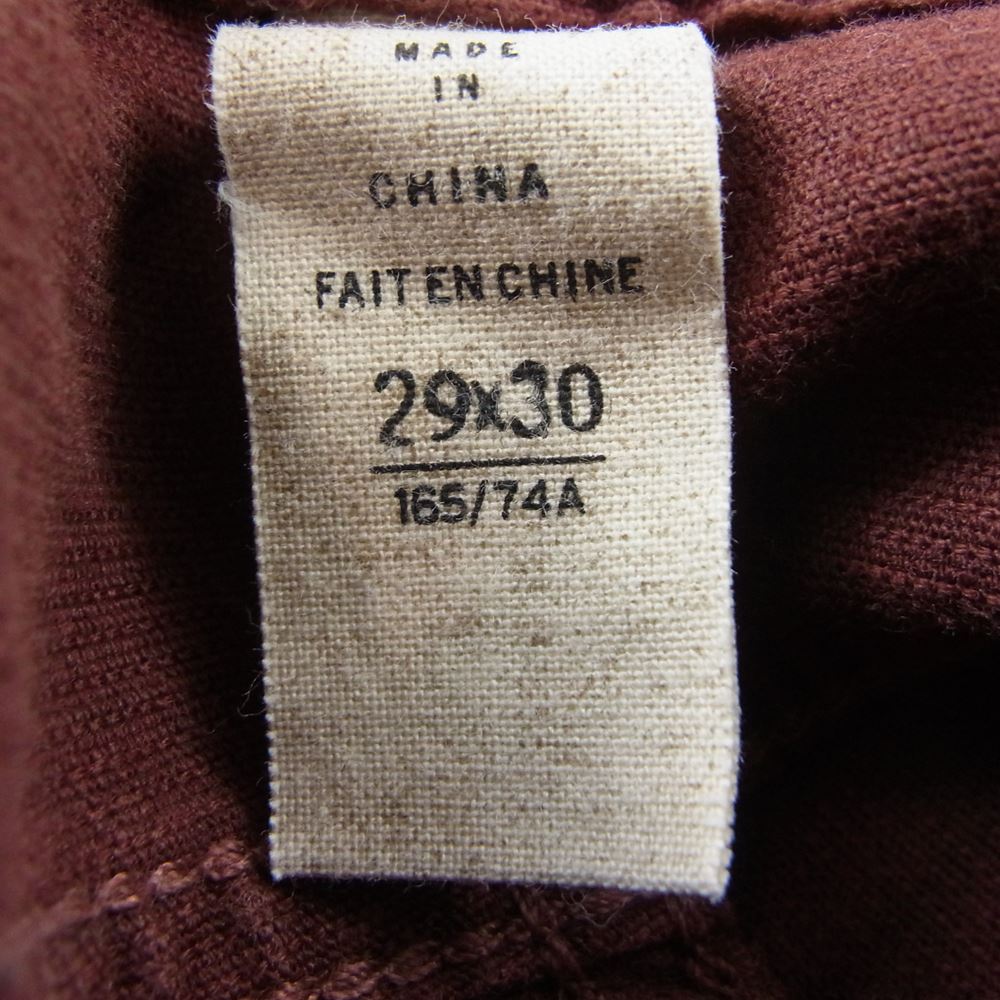 MADE
IN
CHINA
FAIT EN CHINE
29x30
165/74A